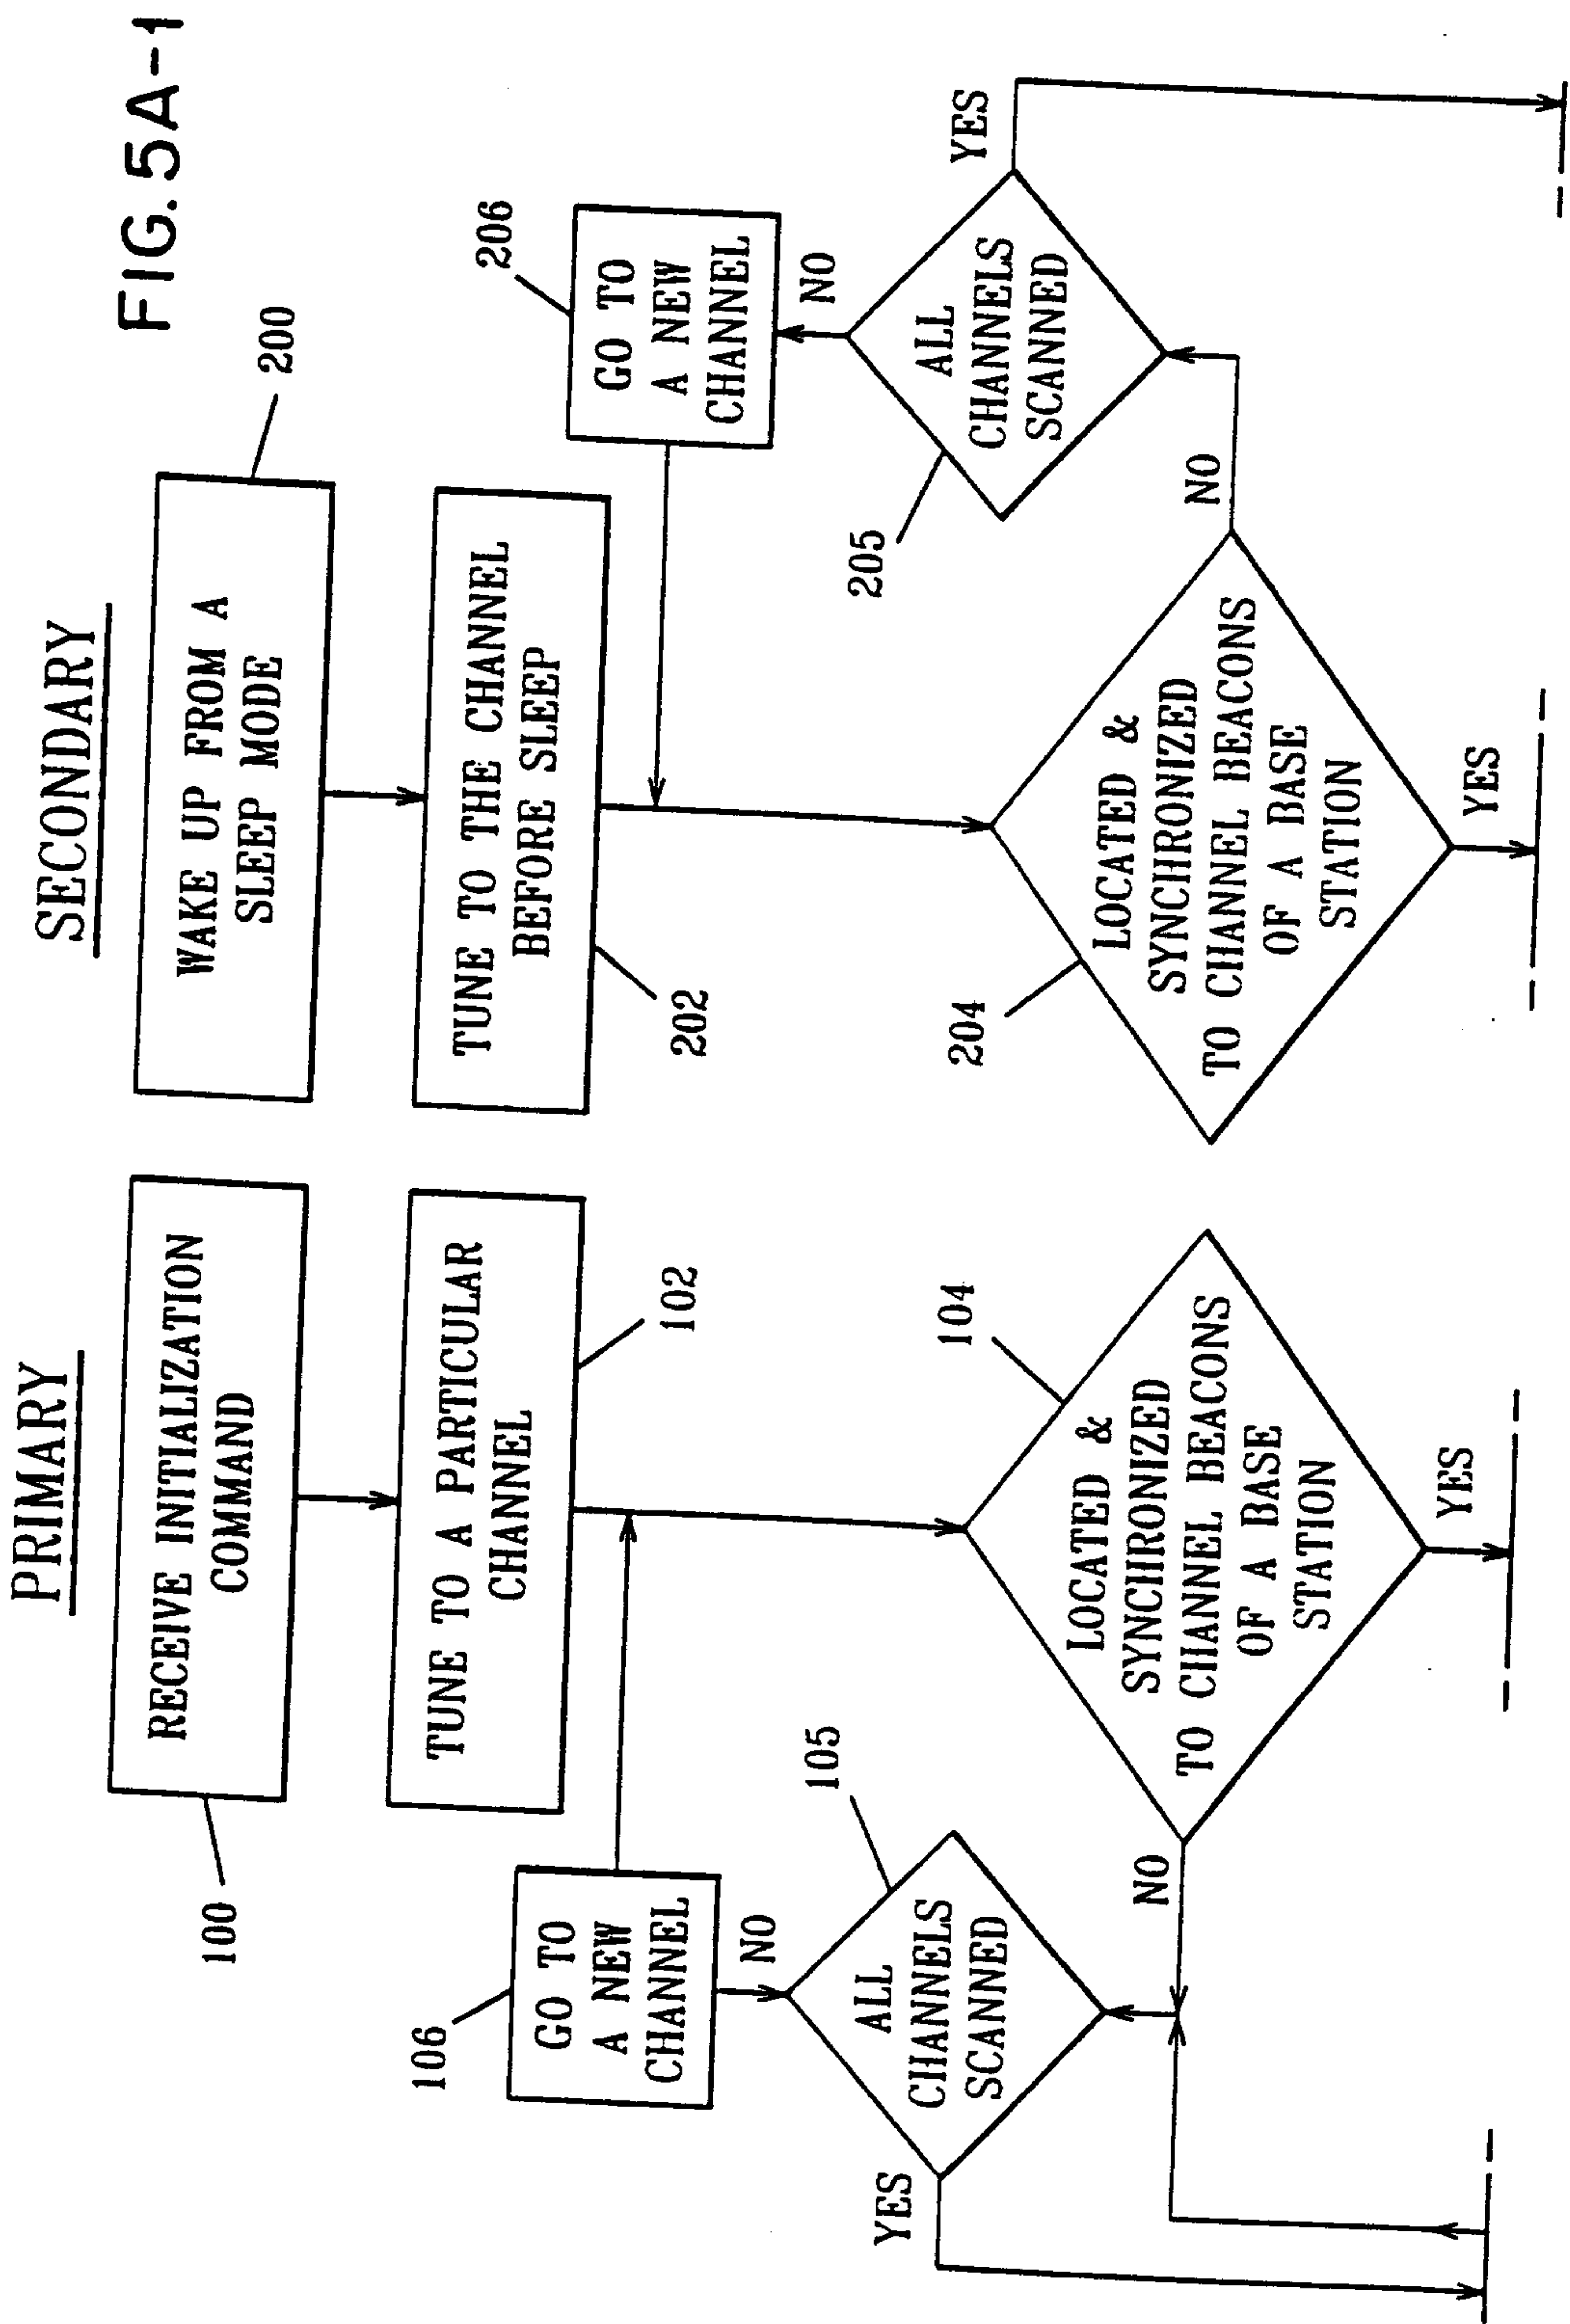 FIG. 5A-1
PRIMARY
RECEIVE INITIALIZATION
COMMAND
100
TUNE TO A PARTICULAR
CHANNEL
102
106
GO TO
A NEW
CHANNEL
NO
105
ALL
CHANNELS
SCANNED
YES
104
LOCATED &
SYNCHRONIZED
TO CHANNEL BEACONS
OF A BASE
STATION
NO
YES
SECONDARY
WAKE UP FROM A
SLEEP MODE
200
TUNE TO THE CHANNEL
BEFORE SLEEP
202
206
GO TO
A NEW
CHANNEL
NO
205
ALL
CHANNELS
SCANNED
YES
204
LOCATED &
SYNCHRONIZED
TO CHANNEL BEACONS
OF A BASE
STATION
NO
YES